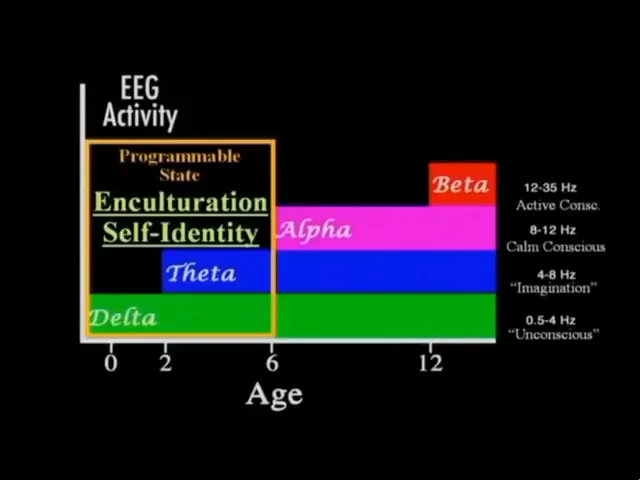 EEG
Activity
Programmable
State
Enculturation
Self-Identity
Beta
12-35 Hz
Active Consc.
Alpha
8-12 Hz
Calm Conscious
Theta
4-8 Hz
"Imagination"
Delta
0.5-4 Hz
"Unconscious"
0 2 6 12
Age